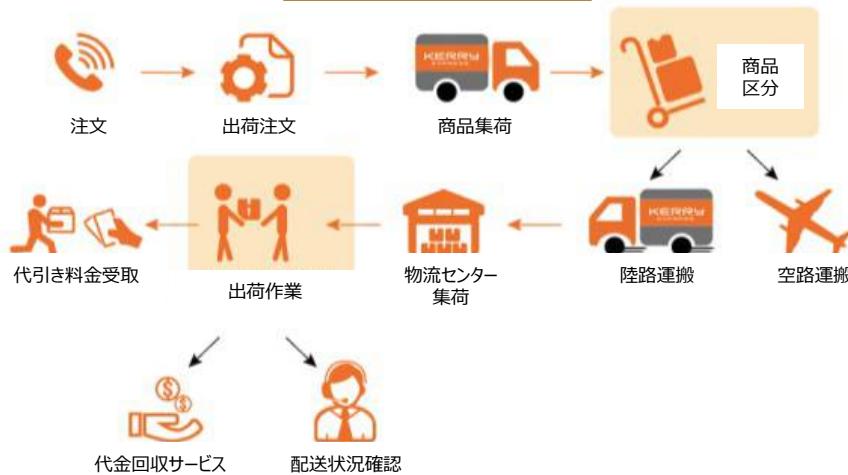 注文
出荷注文
KERRY
EXPRESS
商品集荷
商品
区分
代引き料金受取
出荷作業
物流センター
集荷
KERRY
EXPRESS
陸路運搬
空路運搬
代金回収サービス
配送状況確認